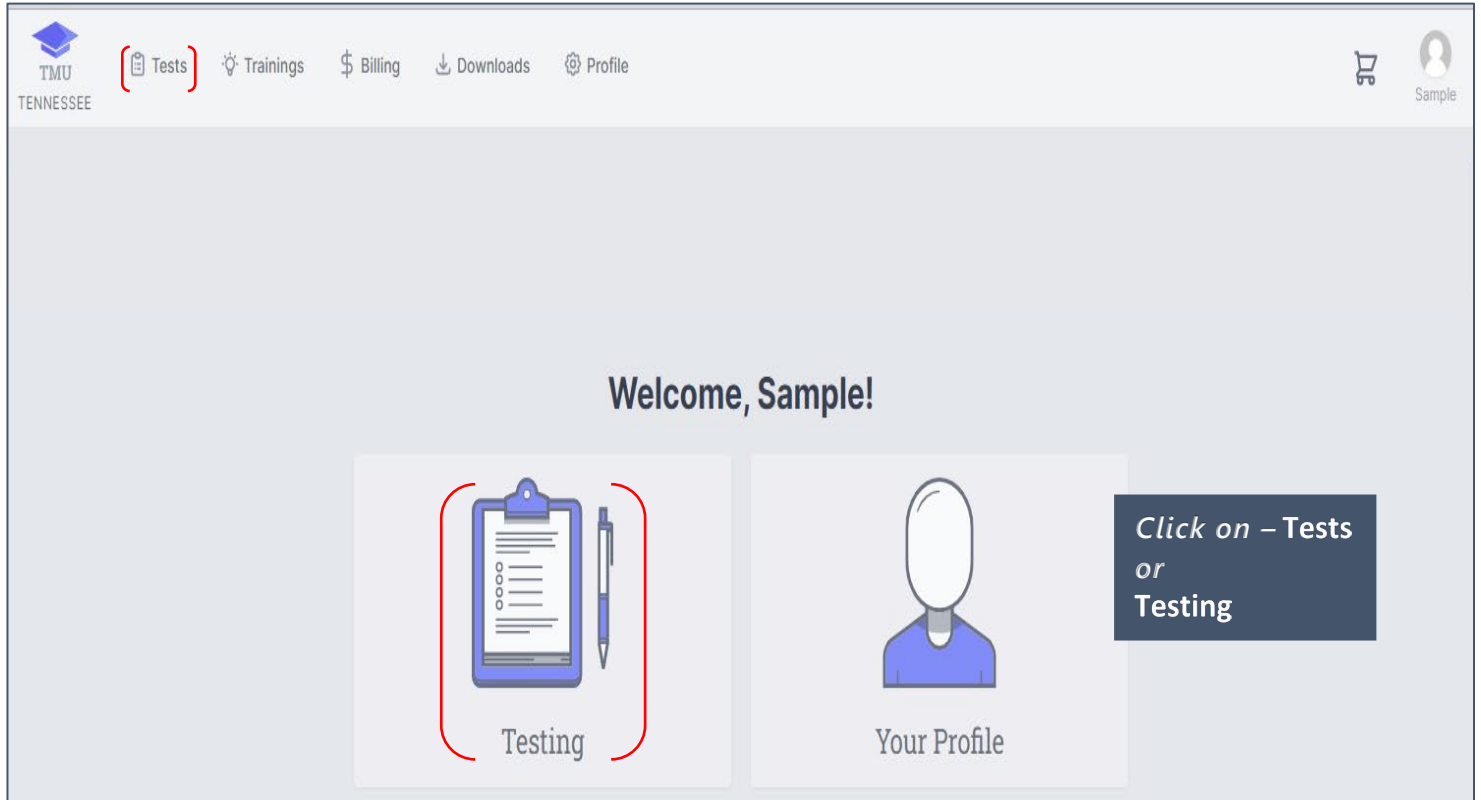 TMU
TENNESSEE
Tests
Trainings
Billing
Downloads
Profile
Sample
Welcome, Sample!
Testing
Your Profile
Click on – Tests
or
Testing